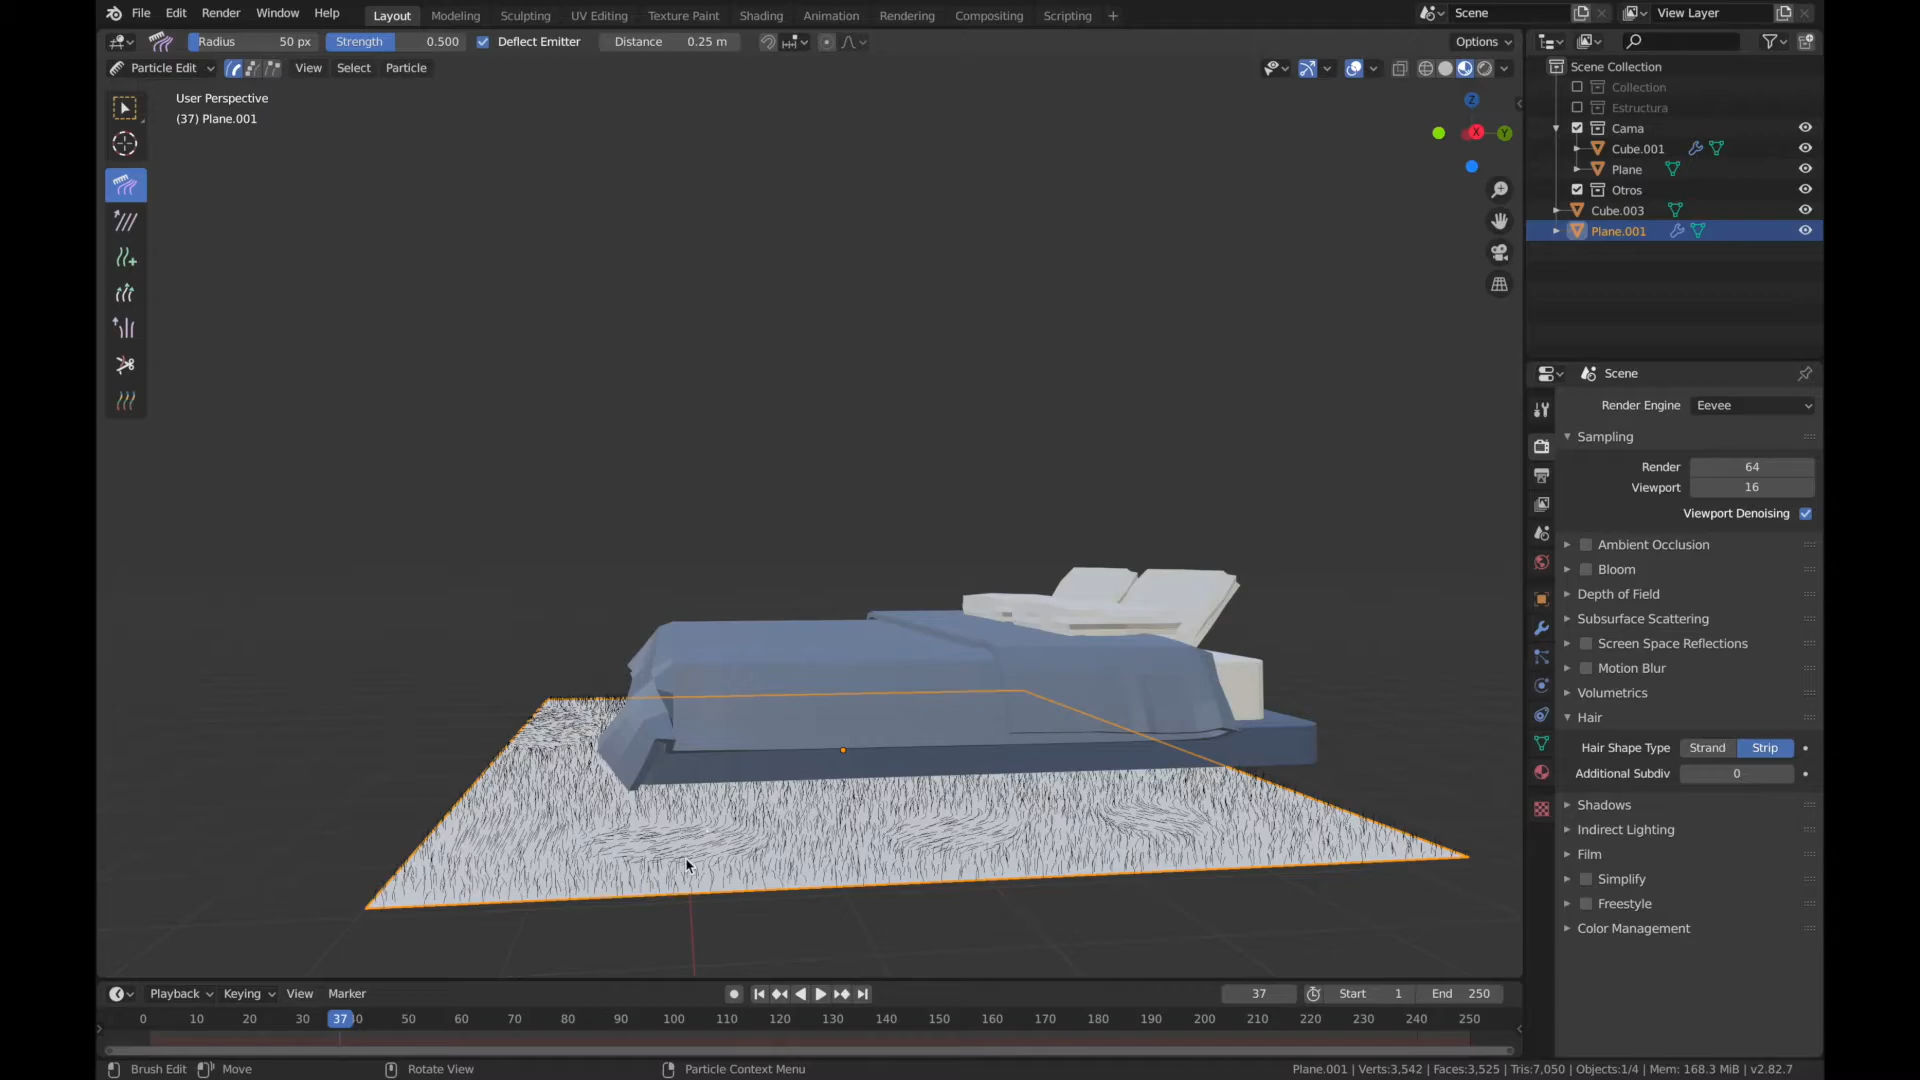 File Edit Render Window Help Layout Modeling Sculpting UV Editing Texture Paint Shading Animation Rendering Compositing Scripting + Scene View Layer
Radius 50 px Strength 0.500 Deflect Emitter Distance 0.25 m Options
Particle Edit View Select Particle
User Perspective
(37) Plane.001
Z
X
Y
Scene Collection
Collection
Estructura
Cama
Cube.001
Plane
Otros
Cube.003
Plane.001
Scene
Render Engine Eevee
Sampling
Render 64
Viewport 16
Viewport Denoising
Ambient Occlusion
Bloom
Depth of Field
Subsurface Scattering
Screen Space Reflections
Motion Blur
Volumetrics
Hair
Hair Shape Type Strand Strip
Additional Subdiv 0
Shadows
Indirect Lighting
Film
Simplify
Freestyle
Color Management
Playback Keying View Marker 37 Start 1 End 250
0 10 20 30 37 40 50 60 70 80 90 100 110 120 130 140 150 160 170 180 190 200 210 220 230 240 250
Brush Edit Move Rotate View Particle Context Menu Plane.001 | Verts:3,542 | Faces:3,525 | Tris:7,050 | Objects:1/4 | Mem: 168.3 MiB | v2.82.7